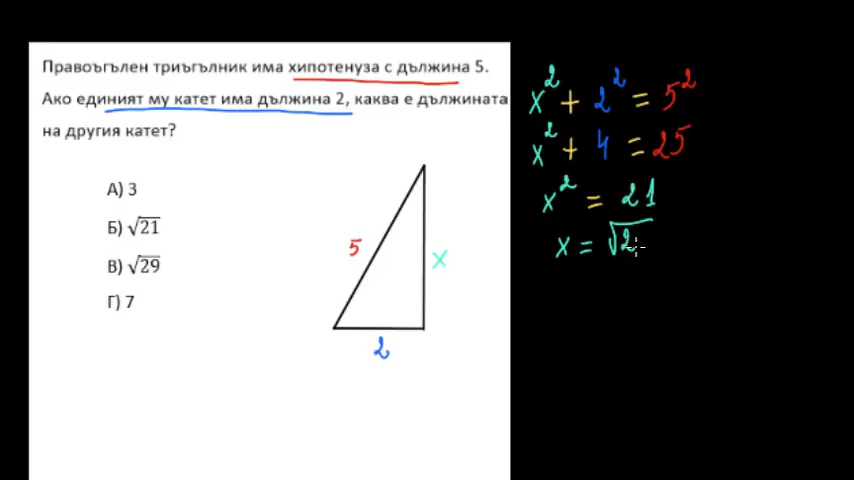 Правоъгълен триъгълник има хипотенуза с дължина 5.
Ако единият му катет има дължина 2, каква е дължината
на другия катет?
А) 3
Б) √21
В) √29
Г) 7
5
x
2
x² + 2² = 5²
x² + 4 = 25
x² = 21
x = √2